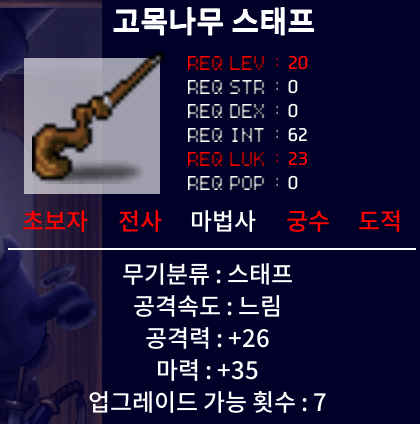 고목나무 스태프
REQ LEV : 20
REQ STR : 0
REQ DEX : 0
REQ INT : 62
REQ LUK : 23
REQ POP : 0
초보자 전사 마법사 궁수 도적
무기분류 : 스태프
공격속도 : 느림
공격력 : +26
마력 : +35
업그레이드 가능 횟수 : 7